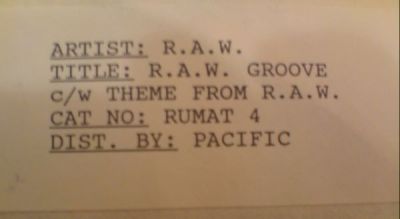 ARTIST: R.A.W.
TITLE: R.A.W. GROOVE
c/w THEME FROM R.A.W.
CAT NO: RUMAT 4
DIST. BY: PACIFIC